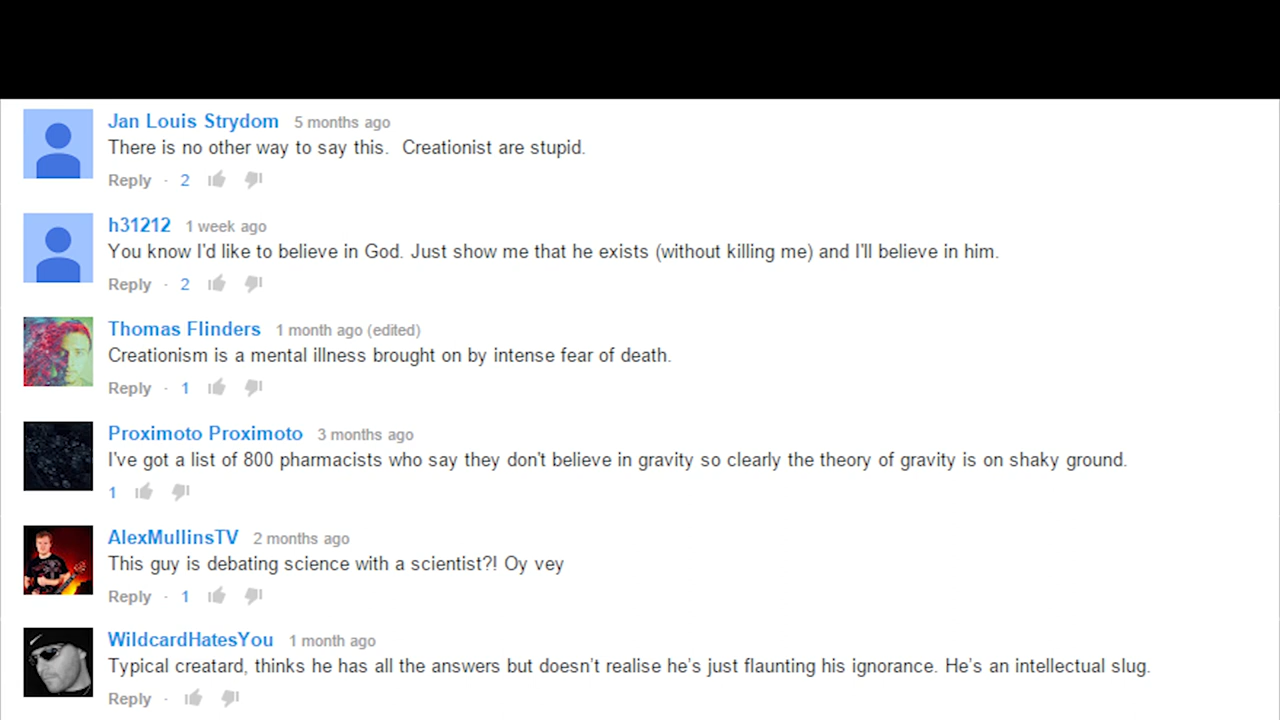 Jan Louis Strydom 5 months ago
There is no other way to say this.  Creationist are stupid.
Reply · 2
h31212 1 week ago
You know I'd like to believe in God. Just show me that he exists (without killing me) and I'll believe in him.
Reply · 2
Thomas Flinders 1 month ago (edited)
Creationism is a mental illness brought on by intense fear of death.
Reply · 1
Proximoto Proximoto 3 months ago
I've got a list of 800 pharmacists who say they don't believe in gravity so clearly the theory of gravity is on shaky ground.
1
AlexMullinsTV 2 months ago
This guy is debating science with a scientist?! Oy vey
Reply · 1
WildcardHatesYou 1 month ago
Typical creatard, thinks he has all the answers but doesn't realise he's just flaunting his ignorance. He's an intellectual slug.
Reply ·